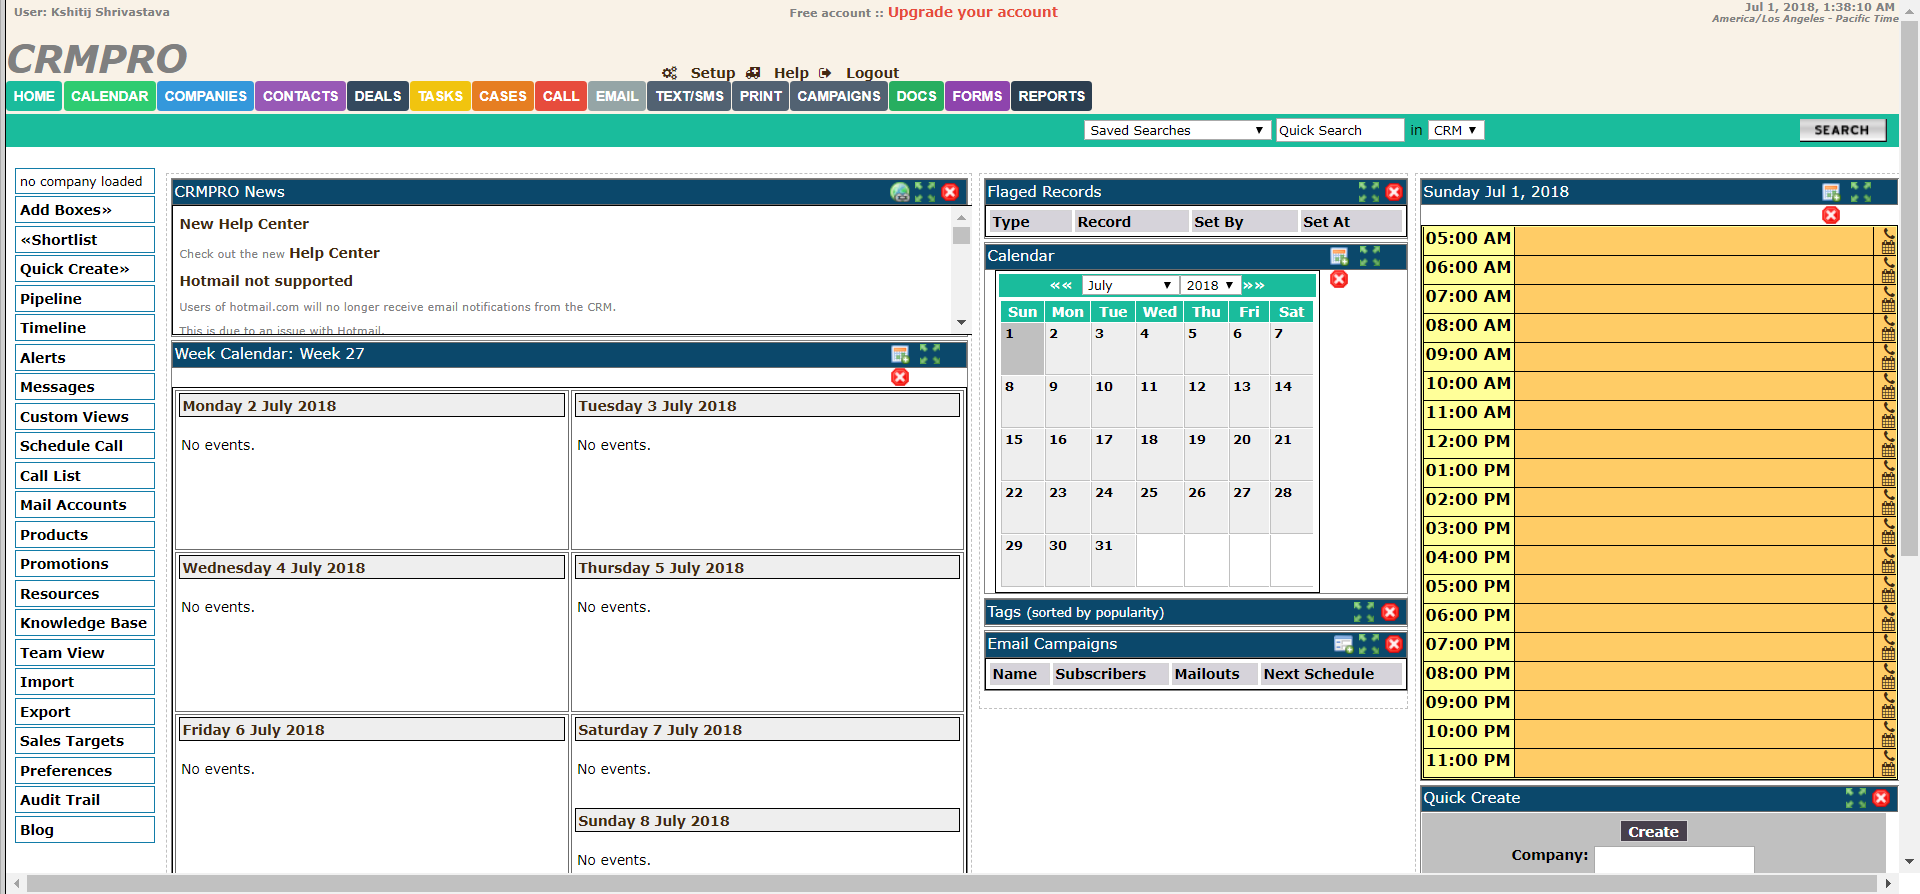 User: Kshitij Shrivastava
Free account :: Upgrade your account
Jul 1, 2018, 1:38:10 AM
America/Los Angeles - Pacific Time
CRMPRO
Setup Help Logout
HOME CALENDAR COMPANIES CONTACTS DEALS TASKS CASES CALL EMAIL TEXT/SMS PRINT CAMPAIGNS DOCS FORMS REPORTS
Saved Searches Quick Search in CRM SEARCH
no company loaded
Add Boxes»
«Shortlist
Quick Create»
Pipeline
Timeline
Alerts
Messages
Custom Views
Schedule Call
Call List
Mail Accounts
Products
Promotions
Resources
Knowledge Base
Team View
Import
Export
Sales Targets
Preferences
Audit Trail
Blog
CRMPRO News
New Help Center
Check out the new Help Center
Hotmail not supported
Users of hotmail.com will no longer receive email notifications from the CRM.
This is due to an issue with Hotmail.
Week Calendar: Week 27
Monday 2 July 2018
No events.
Tuesday 3 July 2018
No events.
Wednesday 4 July 2018
No events.
Thursday 5 July 2018
No events.
Friday 6 July 2018
No events.
Saturday 7 July 2018
No events.
Sunday 8 July 2018
No events.
Flaged Records
Type Record Set By Set At
Calendar
«« July 2018 »»
Sun Mon Tue Wed Thu Fri Sat
1 2 3 4 5 6 7
8 9 10 11 12 13 14
15 16 17 18 19 20 21
22 23 24 25 26 27 28
29 30 31
Tags (sorted by popularity)
Email Campaigns
Name Subscribers Mailouts Next Schedule
Sunday Jul 1, 2018
05:00 AM
06:00 AM
07:00 AM
08:00 AM
09:00 AM
10:00 AM
11:00 AM
12:00 PM
01:00 PM
02:00 PM
03:00 PM
04:00 PM
05:00 PM
06:00 PM
07:00 PM
08:00 PM
09:00 PM
10:00 PM
11:00 PM
Quick Create
Create
Company: